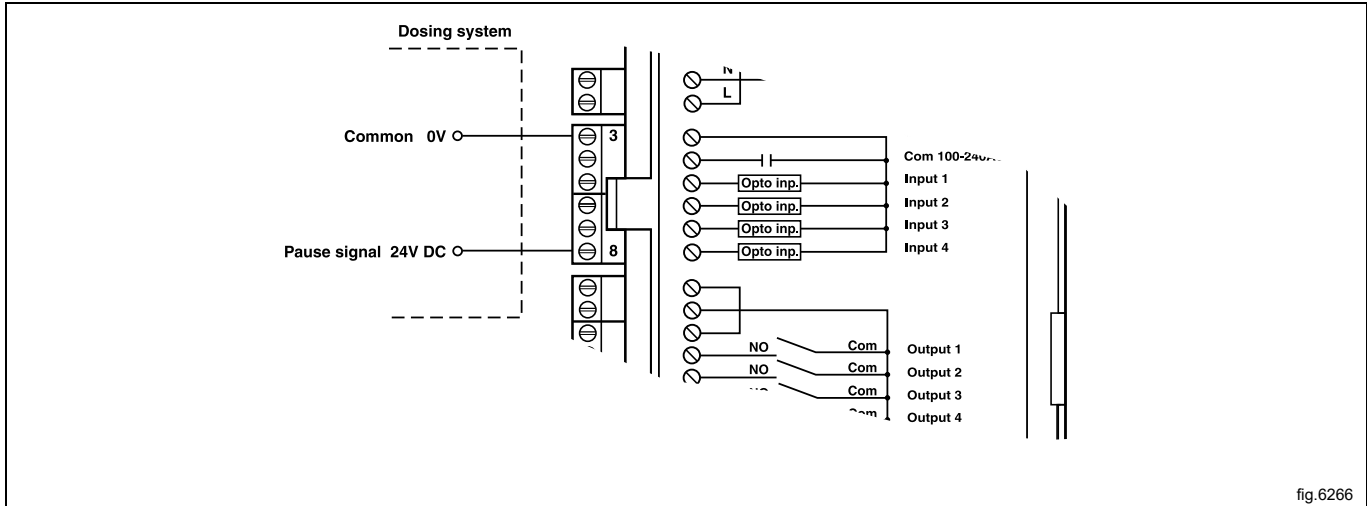 Dosing system
N
L
Common 0V
3
Com
Opto inp. Input 1
Opto inp. Input 2
Opto inp. Input 3
Pause signal 24V DC
8
Opto inp. Input 4
NO Com Output 1
NO Com Output 2
Com Output 3
Com Output 4
fig.6266